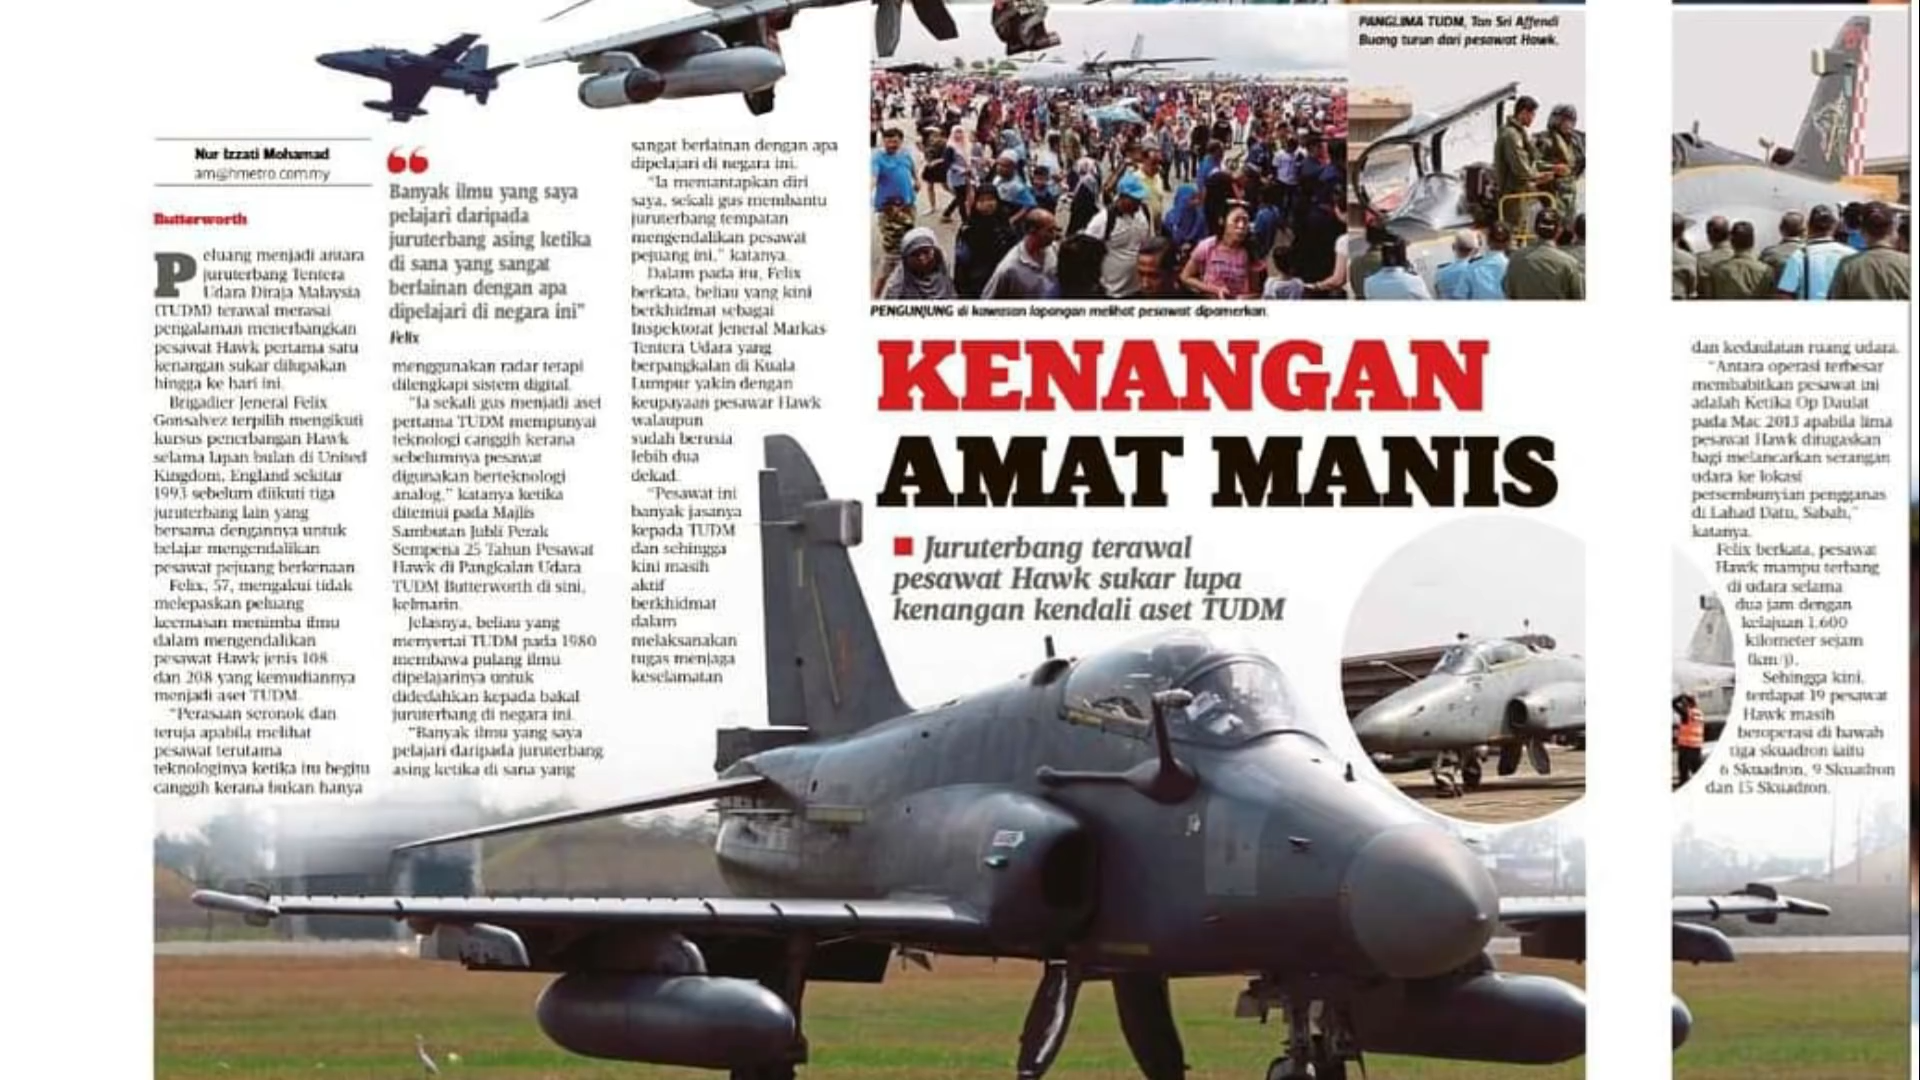 PANGLIMA TUDM, Tan Sri Affendi
Buang turun dari pesawat Hawk.
PENGUNJUNG di kawasan lapangan melihat pesawat dipamerkan.
KENANGAN
AMAT MANIS
Juruterbang terawal
pesawat Hawk sukar lupa
kenangan kendali aset TUDM
Nur Izzati Mohamad
am@hmetro.com.my
Butterworth
Peluang menjadi antara
juruterbang Tentera
Udara Diraja Malaysia
(TUDM) terawal merasai
pengalaman menerbangkan
pesawat Hawk pertama satu
kenangan sukar dilupakan
hingga ke hari ini.
Brigadier Jeneral Felix
Gonsalvez terpilih mengikuti
kursus penerbangan Hawk
selama lapan bulan di United
Kingdom, England sekitar
1993 sebelum diikuti tiga
juruterbang lain yang
bersama dengannya untuk
belajar mengendalikan
pesawat pejuang berkenaan.
Felix, 57, mengakui tidak
melepaskan peluang
keemasan menimba ilmu
dalam mengendalikan
pesawat Hawk jenis 108
dan 208 yang kemudiannya
menjadi aset TUDM.
"Perasaan seronok dan
teruja apabila melihat
pesawat terutama
teknologinya ketika itu begitu
canggih kerana bukan hanya
Banyak ilmu yang saya
pelajari daripada
juruterbang asing ketika
di sana yang sangat
berlainan dengan apa
dipelajari di negara ini"
Felix
menggunakan radar tetapi
dilengkapi sistem digital.
"Ia sekali gus menjadi aset
pertama TUDM mempunyai
teknologi canggih kerana
sebelumnya pesawat
digunakan berteknologi
analog," katanya ketika
ditemui pada Majlis
Sambutan Jubli Perak
Sempena 25 Tahun Pesawat
Hawk di Pangkalan Udara
TUDM Butterworth di sini,
kelmarin.
Jelasnya, beliau yang
menyertai TUDM pada 1980
membawa pulang ilmu
dipelajarinya untuk
didedahkan kepada bakal
juruterbang di negara ini.
"Banyak ilmu yang saya
pelajari daripada juruterbang
asing ketika di sana yang
sangat berlainan dengan apa
dipelajari di negara ini.
"Ia memantapkan diri
saya, sekali gus membantu
juruterbang tempatan
mengendalikan pesawat
pejuang ini," katanya.
Dalam pada itu, Felix
berkata, beliau yang kini
berkhidmat sebagai
Inspektorat Jeneral Markas
Tentera Udara yang
berpangkalan di Kuala
Lumpur yakin dengan
keupayaan pesawat Hawk
walaupun
sudah berusia
lebih dua
dekad.
"Pesawat ini
banyak jasanya
kepada TUDM
dan sehingga
kini masih
aktif
berkhidmat
dalam
melaksanakan
tugas menjaga
keselamatan
dan kedaulatan ruang udara.
"Antara operasi terbesar
membabitkan pesawat ini
adalah Ketika Op Daulat
pada Mac 2013 apabila lima
pesawat Hawk ditugaskan
bagi melancarkan serangan
udara ke lokasi
persembunyian pengganas
di Lahad Datu, Sabah,"
katanya.
Felix berkata, pesawat
Hawk mampu terbang
di udara selama
dua jam dengan
kelajuan 1,600
kilometer sejam
(km/j).
Sehingga kini,
terdapat 19 pesawat
Hawk masih
beroperasi di bawah
tiga skuadron iaitu
6 Skuadron, 9 Skuadron
dan 15 Skuadron.